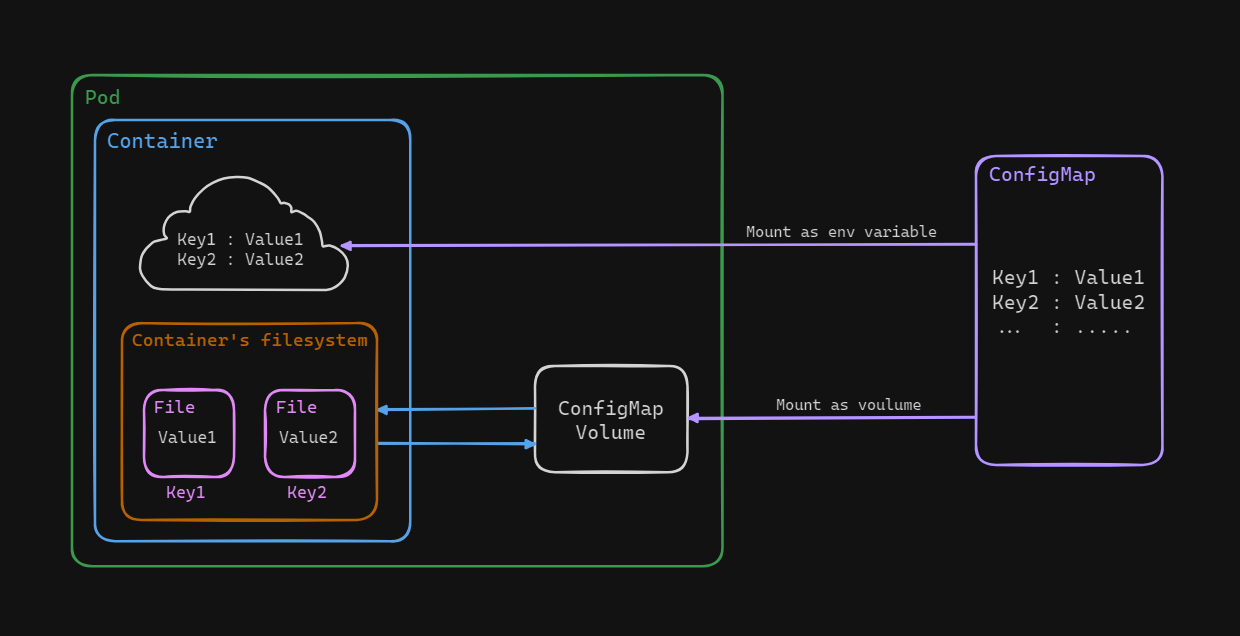 Pod
Container
Key1 : Value1
Key2 : Value2
Mount as env variable
ConfigMap
Key1 : Value1
Key2 : Value2
... : .....
Container's filesystem
File
Value1
Key1
File
Value2
Key2
ConfigMap
Volume
Mount as voulume